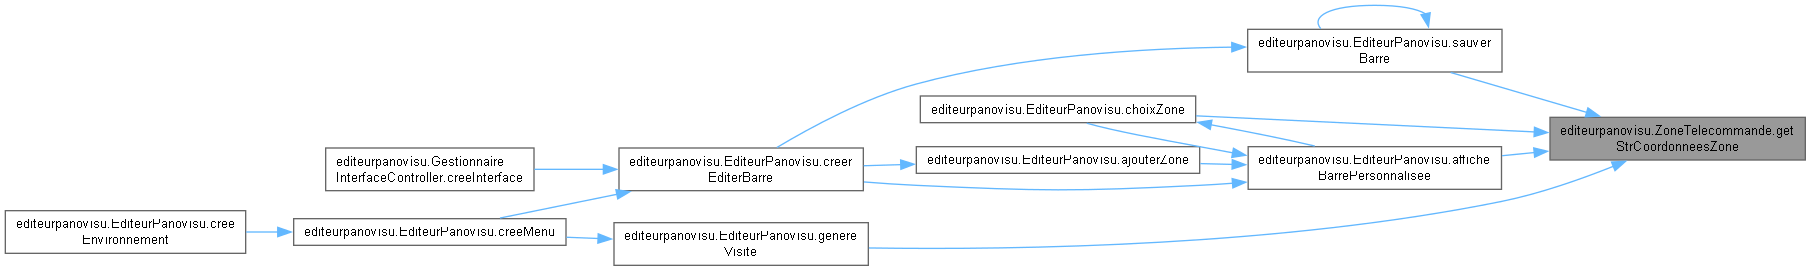 editeurpanovisu.EditeurPanovisu.sauver
Barre
editeurpanovisu.EditeurPanovisu.choixZone
editeurpanovisu.ZoneTelecommande.get
StrCoordonneesZone
editeurpanovisu.Gestionnaire
InterfaceController.creeInterface
editeurpanovisu.EditeurPanovisu.creer
EditerBarre
editeurpanovisu.EditeurPanovisu.ajouterZone
editeurpanovisu.EditeurPanovisu.affiche
BarrePersonnalisee
editeurpanovisu.EditeurPanovisu.cree
Environnement
editeurpanovisu.EditeurPanovisu.creeMenu
editeurpanovisu.EditeurPanovisu.genere
Visite